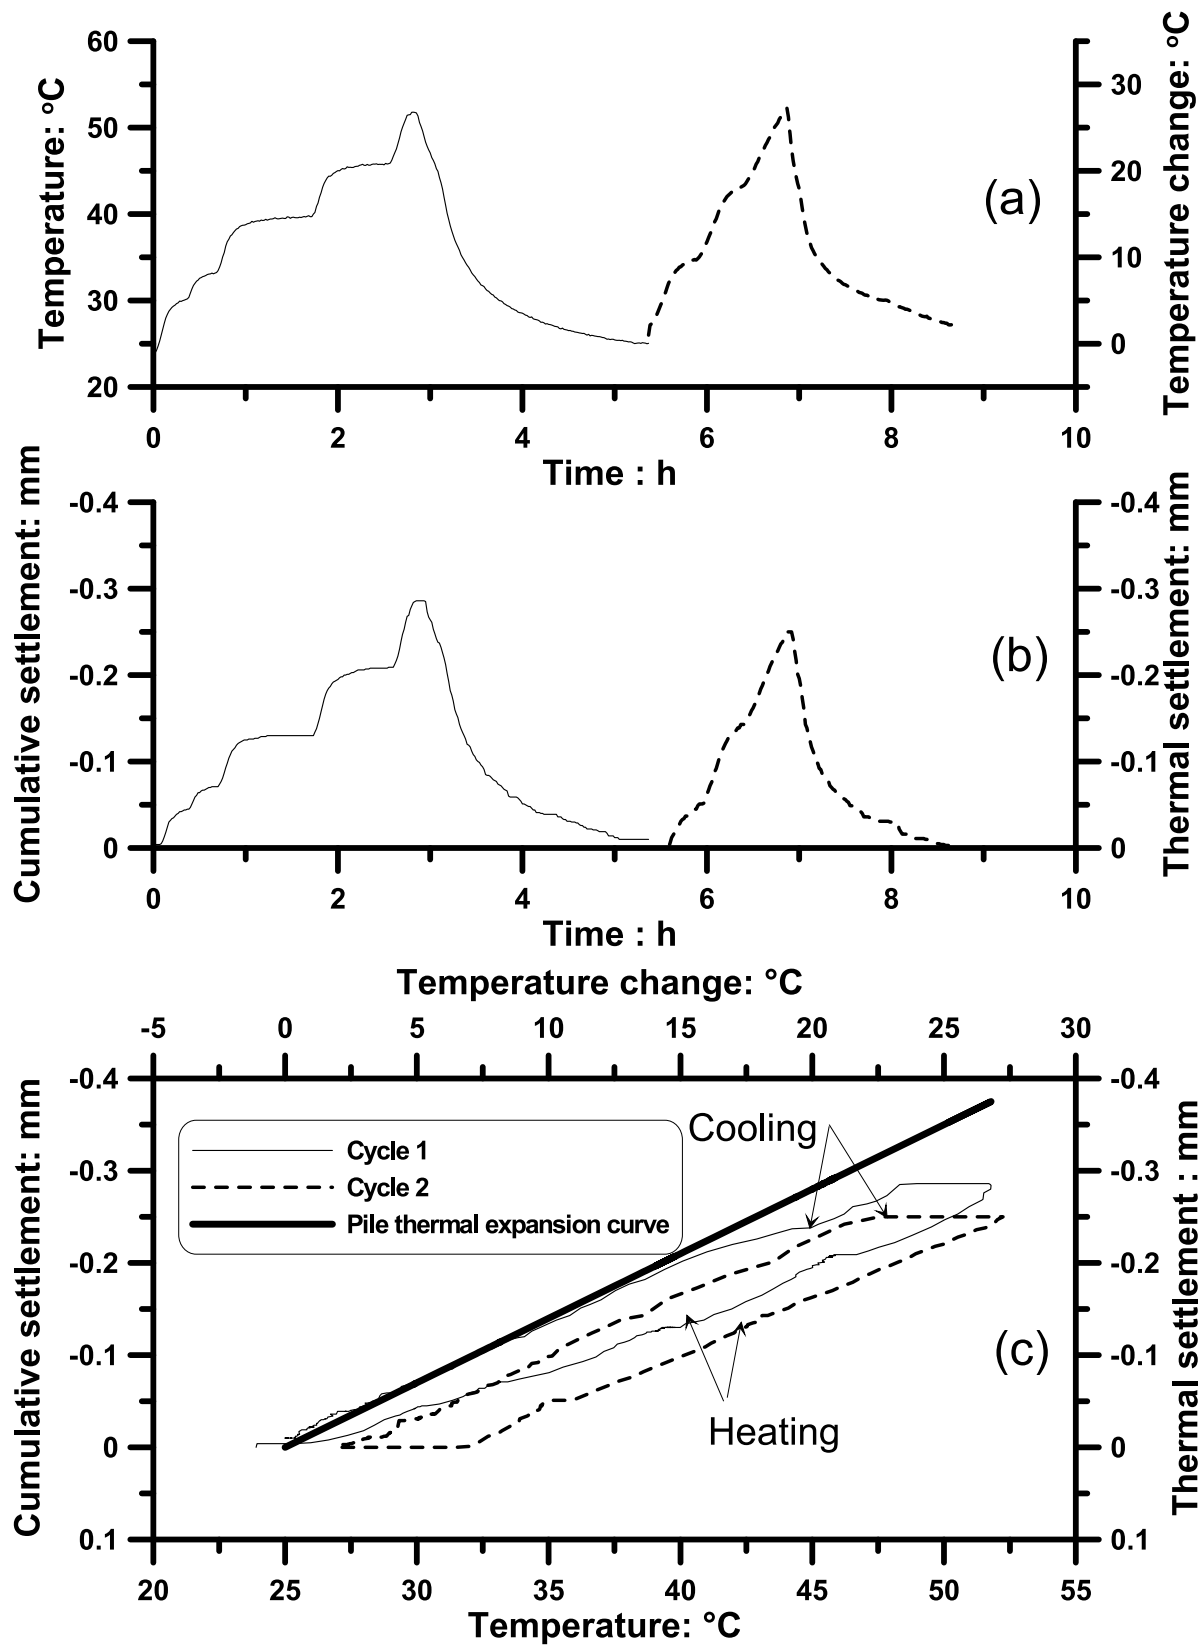 Temperature: °C
60
50
40
30
20
30
20
10
0
Temperature change: °C
(a)
0 2 4 6 8 10
Time : h
Cumulative settlement: mm
-0.4
-0.3
-0.2
-0.1
0
-0.4
-0.3
-0.2
-0.1
0
Thermal settlement: mm
(b)
0 2 4 6 8 10
Time : h
Temperature change: °C
-5 0 5 10 15 20 25 30
Cumulative settlement: mm
-0.4
-0.3
-0.2
-0.1
0
0.1
-0.4
-0.3
-0.2
-0.1
0
0.1
Thermal settlement : mm
Cycle 1
Cycle 2
Pile thermal expansion curve
Cooling
(c)
Heating
20 25 30 35 40 45 50 55
Temperature: °C